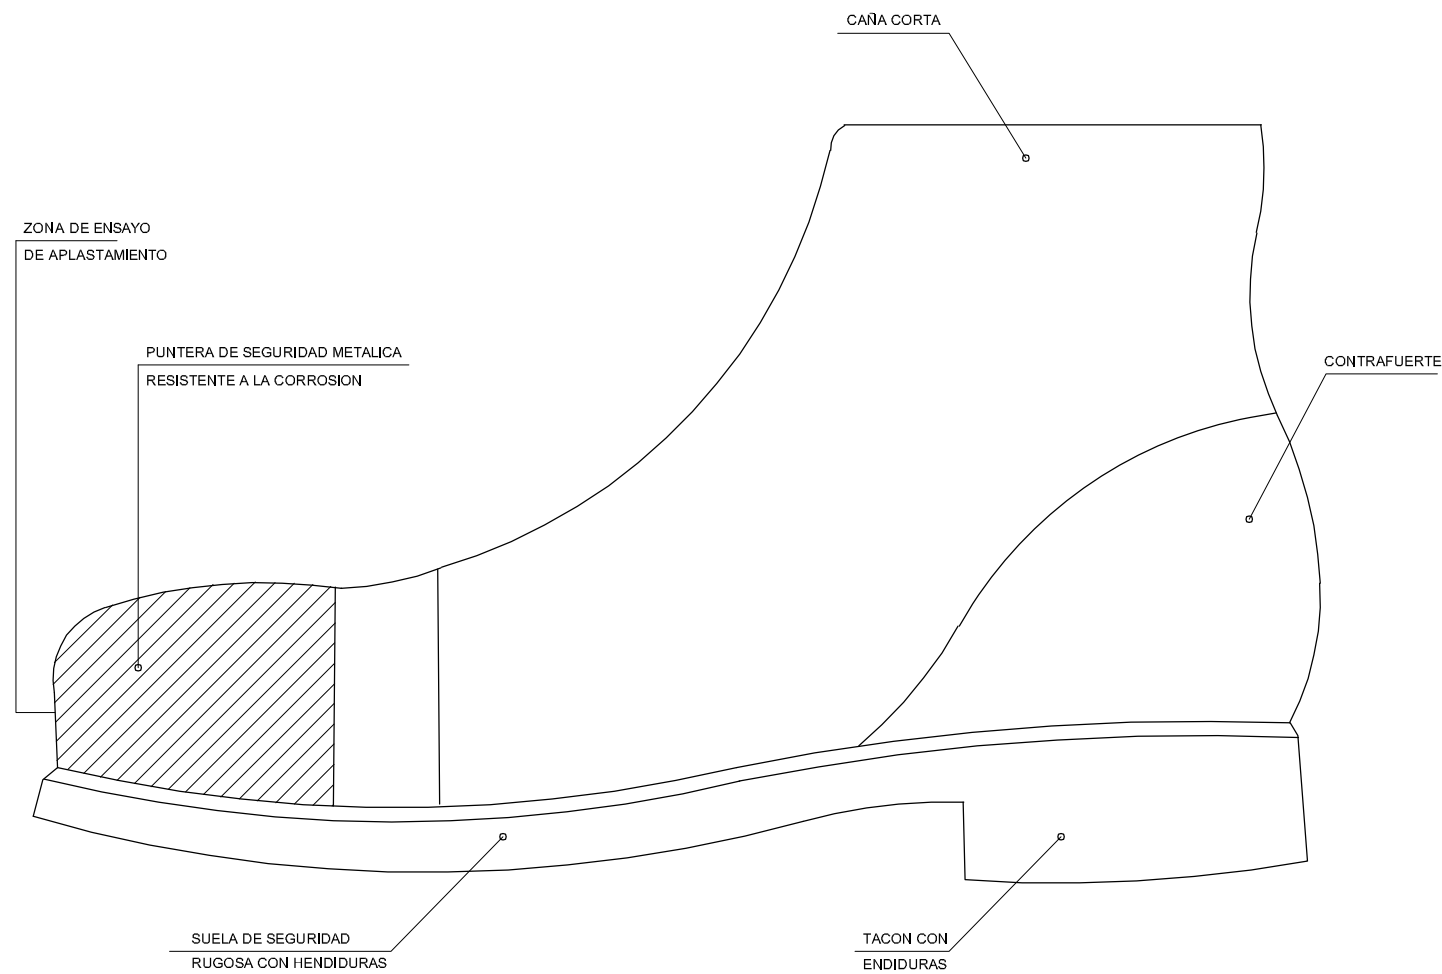 CAÑA CORTA
ZONA DE ENSAYO
DE APLASTAMIENTO
PUNTERA DE SEGURIDAD METALICA
RESISTENTE A LA CORROSION
CONTRAFUERTE
SUELA DE SEGURIDAD
RUGOSA CON HENDIDURAS
TACON CON
ENDIDURAS